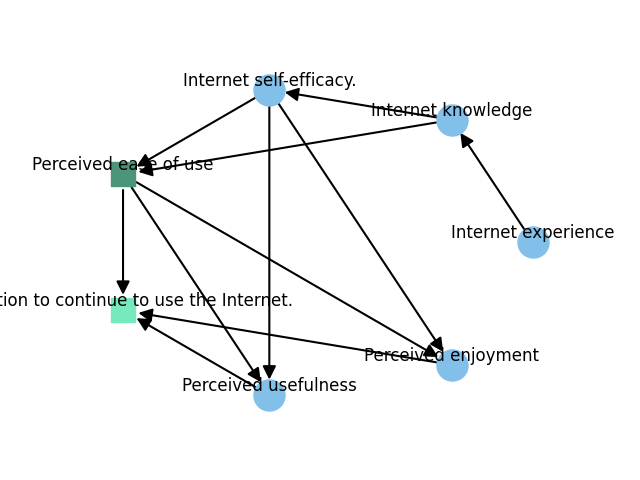 Internet self-efficacy.
Internet knowledge
Perceived ease of use
Internet experience
tion to continue to use the Internet.
Perceived enjoyment
Perceived usefulness